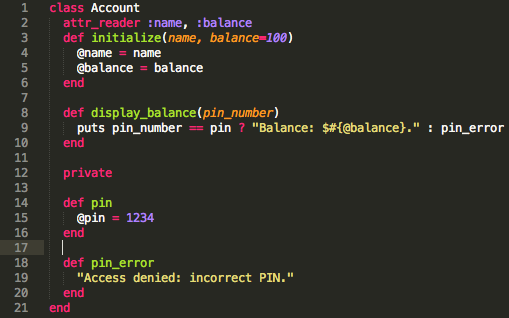 1 class Account
2   attr_reader :name, :balance
3   def initialize(name, balance=100)
4     @name = name
5     @balance = balance
6   end
7
8   def display_balance(pin_number)
9     puts pin_number == pin ? "Balance: $#{@balance}." : pin_error
10   end
11
12   private
13
14   def pin
15     @pin = 1234
16   end
17
18   def pin_error
19     "Access denied: incorrect PIN."
20   end
21 end